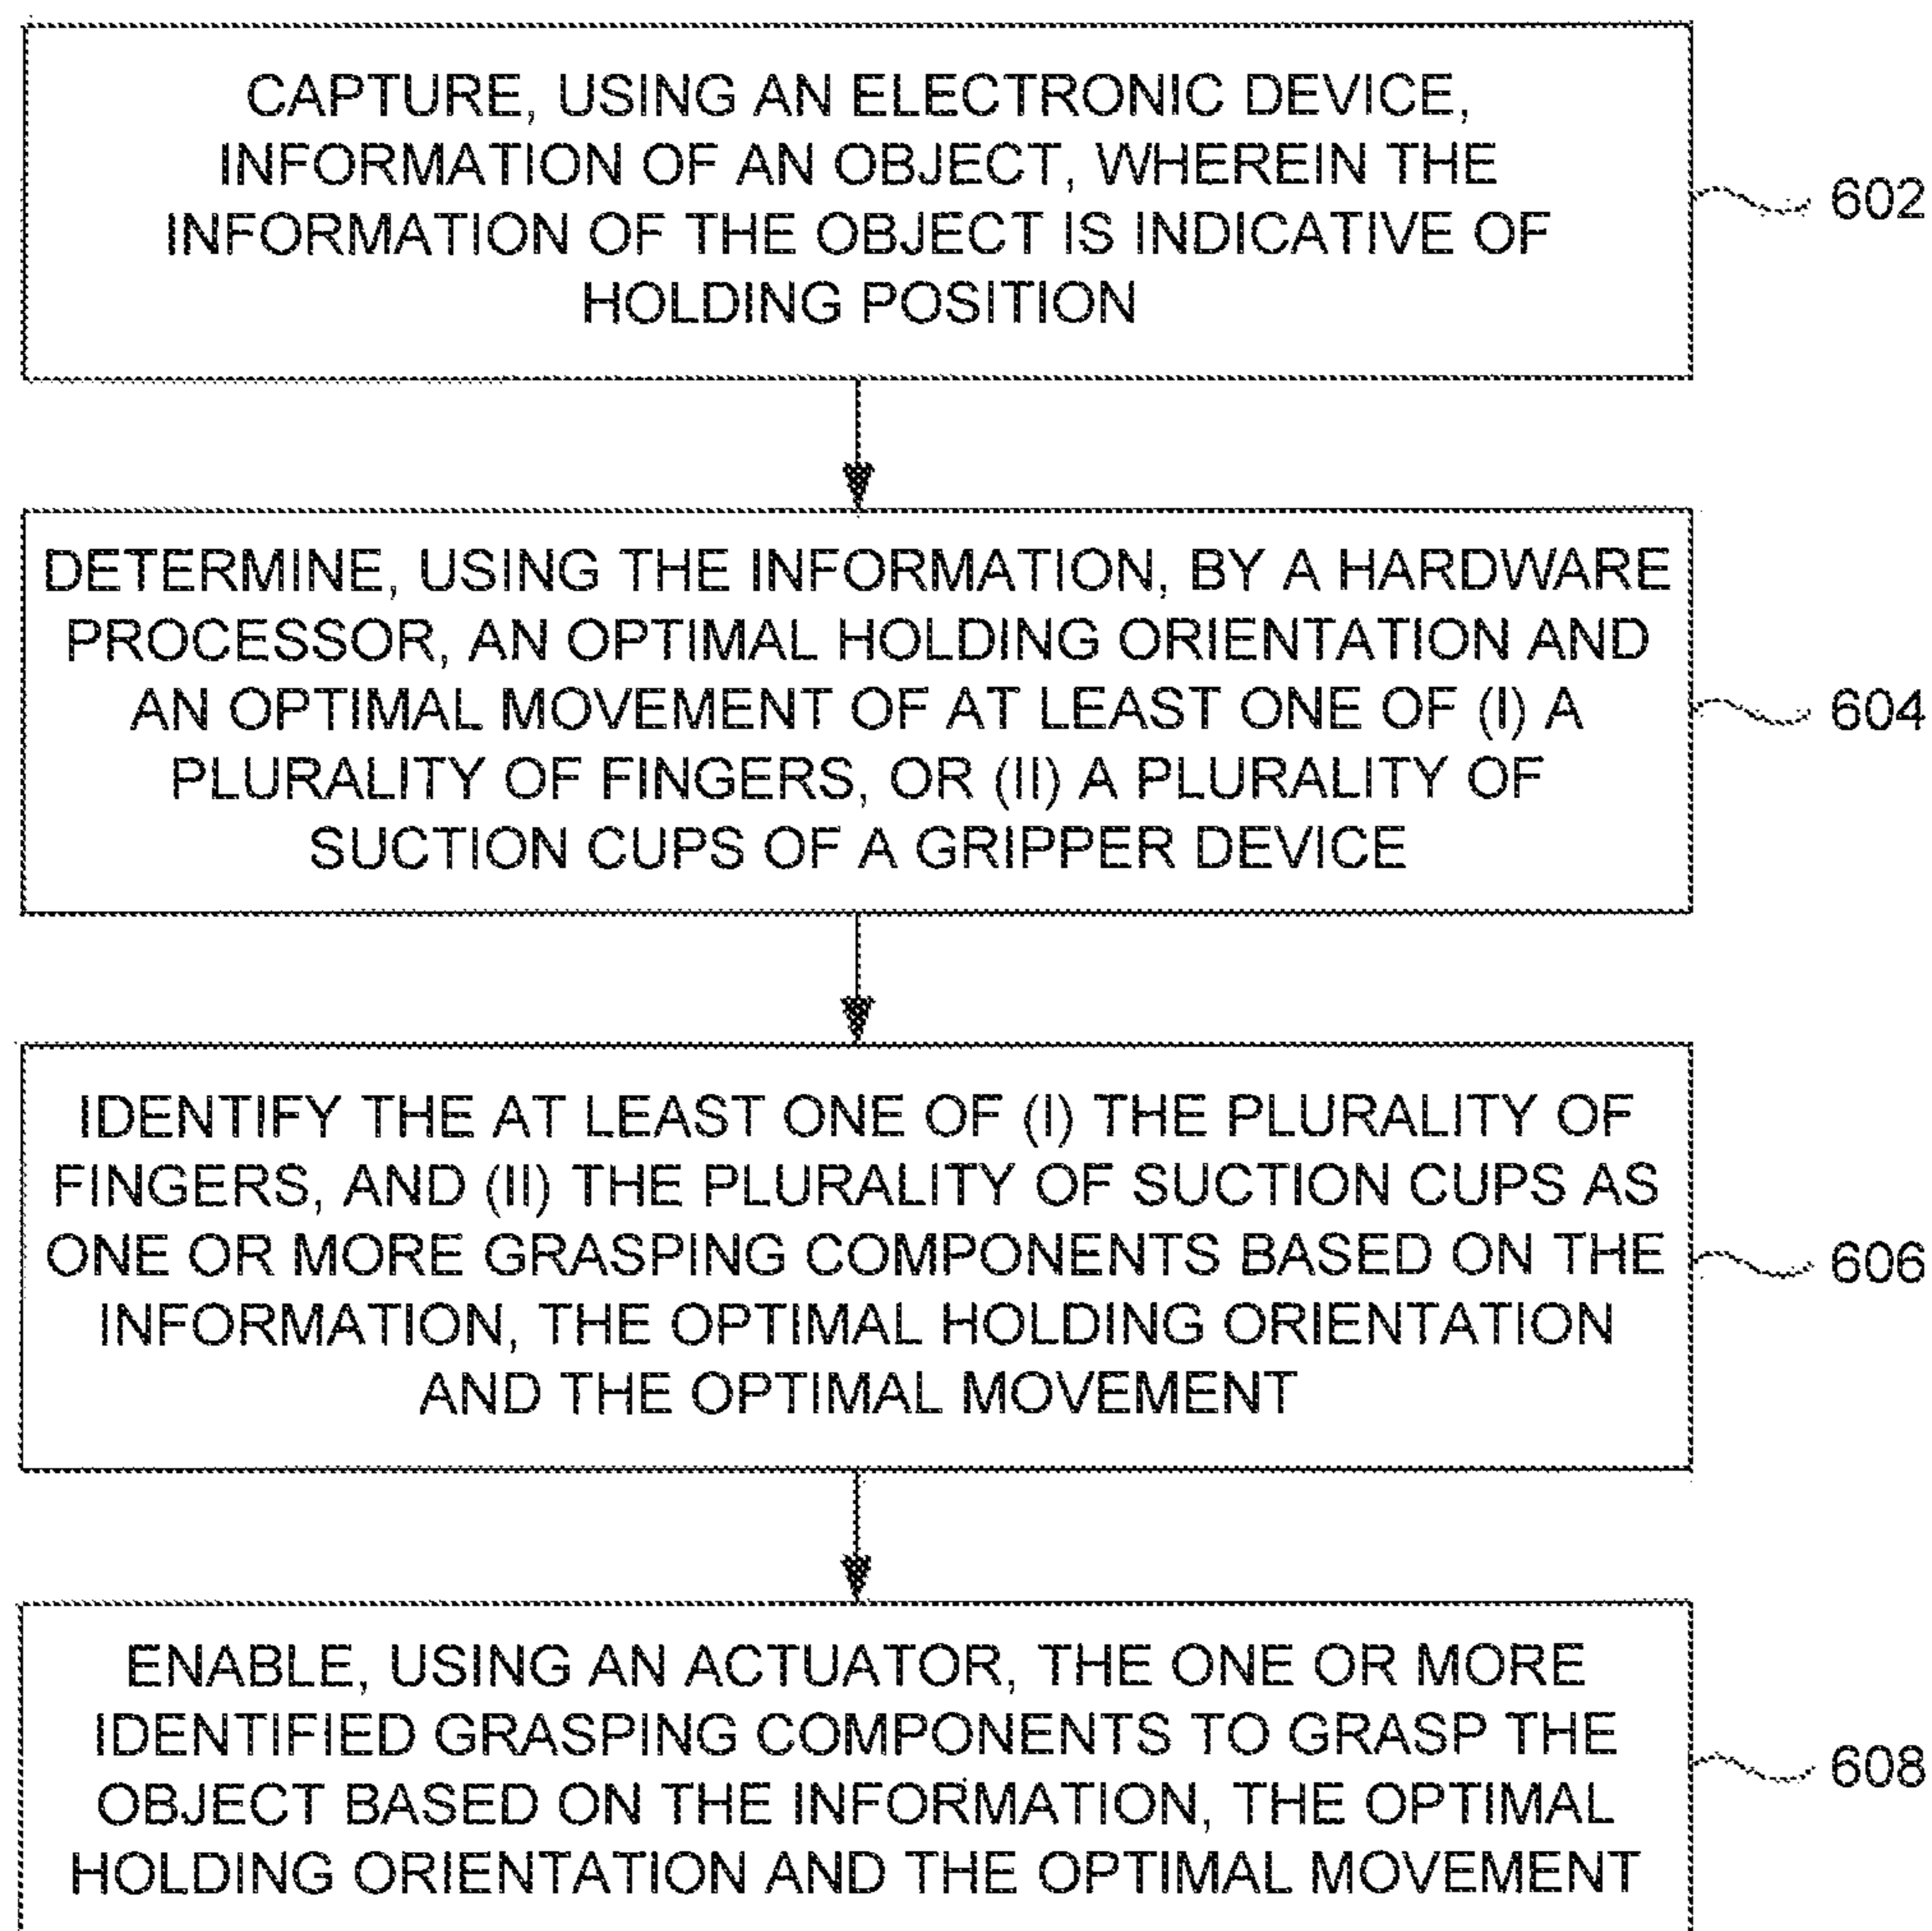 CAPTURE, USING AN ELECTRONIC DEVICE,
INFORMATION OF AN OBJECT, WHEREIN THE
INFORMATION OF THE OBJECT IS INDICATIVE OF
HOLDING POSITION
602
DETERMINE, USING THE INFORMATION, BY A HARDWARE
PROCESSOR, AN OPTIMAL HOLDING ORIENTATION AND
AN OPTIMAL MOVEMENT OF AT LEAST ONE OF (I) A
PLURALITY OF FINGERS, OR (II) A PLURALITY OF
SUCTION CUPS OF A GRIPPER DEVICE
604
IDENTIFY THE AT LEAST ONE OF (I) THE PLURALITY OF
FINGERS, AND (II) THE PLURALITY OF SUCTION CUPS AS
ONE OR MORE GRASPING COMPONENTS BASED ON THE
INFORMATION, THE OPTIMAL HOLDING ORIENTATION
AND THE OPTIMAL MOVEMENT
606
ENABLE, USING AN ACTUATOR, THE ONE OR MORE
IDENTIFIED GRASPING COMPONENTS TO GRASP THE
OBJECT BASED ON THE INFORMATION, THE OPTIMAL
HOLDING ORIENTATION AND THE OPTIMAL MOVEMENT
608